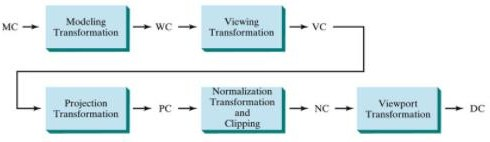 MC
Modeling
Transformation
WC
Viewing
Transformation
VC
Projection
Transformation
PC
Normalization
Transformation
and
Clipping
NC
Viewport
Transformation
DC